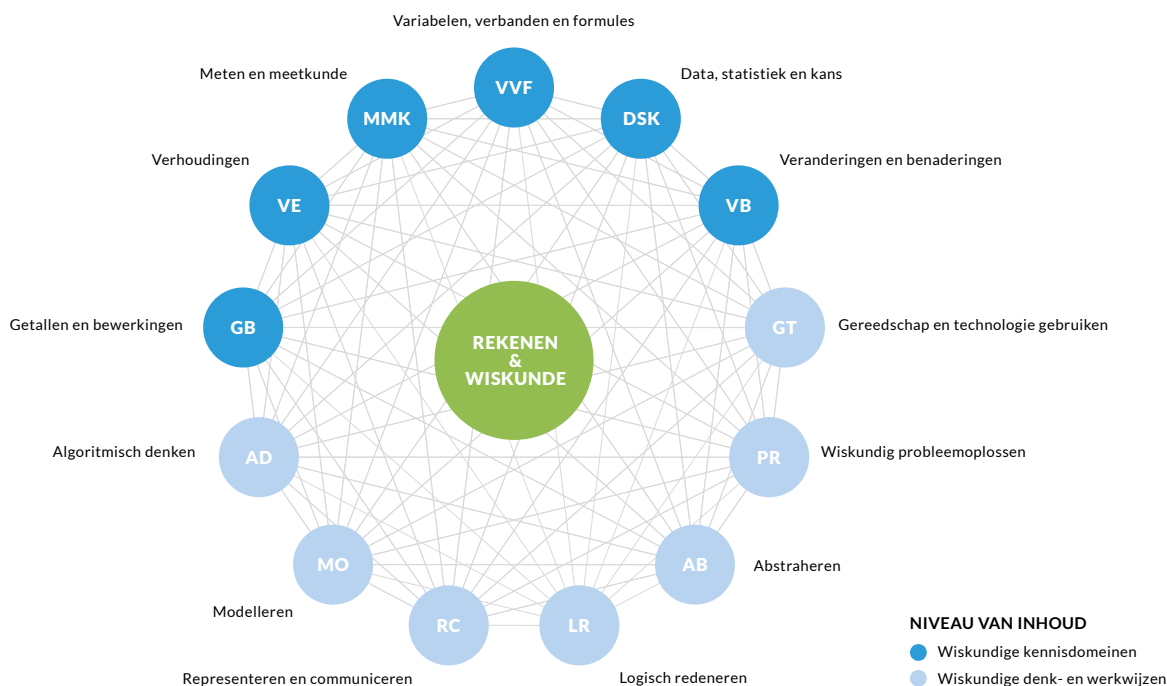 Variabelen, verbanden en formules
Meten en meetkunde
Data, statistiek en kans
VVF
MMK
DSK
Verhoudingen
Veranderingen en benaderingen
VE
VB
Getallen en bewerkingen
GB
GT
Gereedschap en technologie gebruiken
REKENEN
&
WISKUNDE
Algoritmisch denken
AD
PR
Wiskundig probleemoplossen
MO
AB
Abstraheren
Modelleren
RC
LR
Representeren en communiceren
Logisch redeneren
NIVEAU VAN INHOUD
Wiskundige kennisdomeinen
Wiskundige denk- en werkwijzen